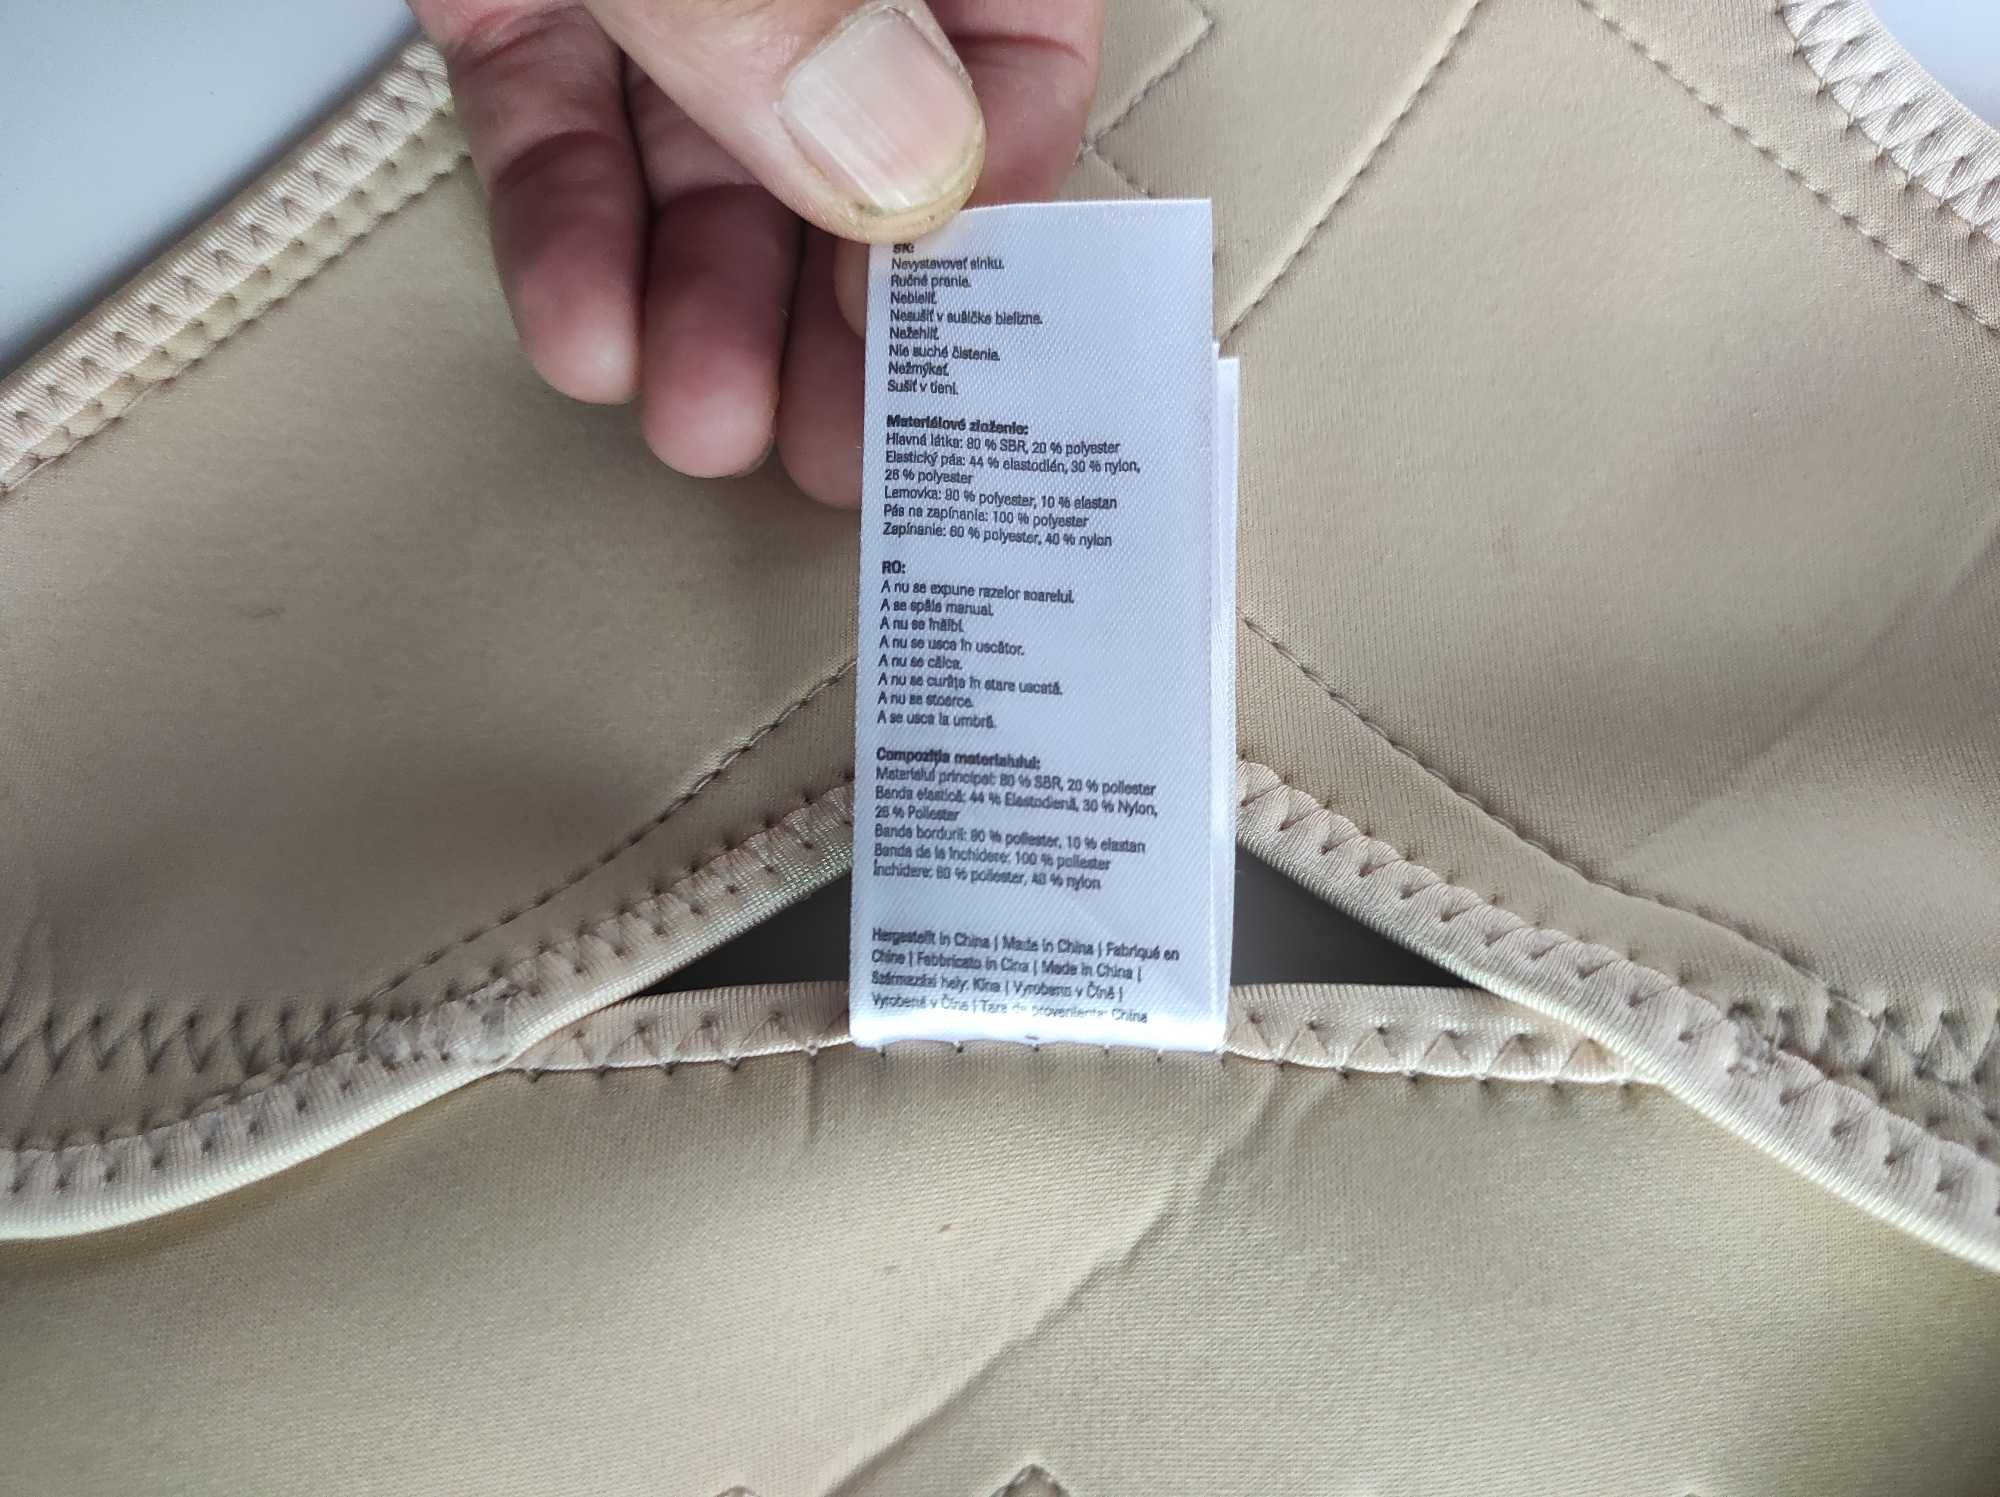 SK:
Nevystavovať slnku.
Ručné pranie.
Nebieliť.
Nesušiť v sušičke bielizne.
Nežehliť.
Nie suché čistenie.
Nežmýkať.
Sušiť v tieni.
Materiálové zloženie:
Hlavná látka: 80 % SBR, 20 % polyester
Elastický pás: 44 % elastodién, 30 % nylon,
26 % polyester
Lemovka: 90 % polyester, 10 % elastan
Pás na zapínanie: 100 % polyester
Zapínanie: 60 % polyester, 40 % nylon
RO:
A nu se expune razelor soarelui.
A se spăla manual.
A nu se înălbi.
A nu se usca în uscător.
A nu se călca.
A nu se curăța în stare uscată.
A nu se stoarce.
A se usca la umbră.
Compoziția materialului:
Materialul principal: 80 % SBR, 20 % poliester
Banda elastică: 44 % Elastodienă, 30 % Nylon,
26 % Poliester
Banda bordurii: 90 % poliester, 10 % elastan
Banda de la închidere: 100 % poliester
Închidere: 60 % poliester, 40 % nylon
Hergestellt in China | Made in China | Fabriqué en
Chine | Fabbricato in Cina | Made in China |
Származási hely: Kína | Vyrobeno v Číně |
Vyrobené v Číne | Țara de proveniență: China